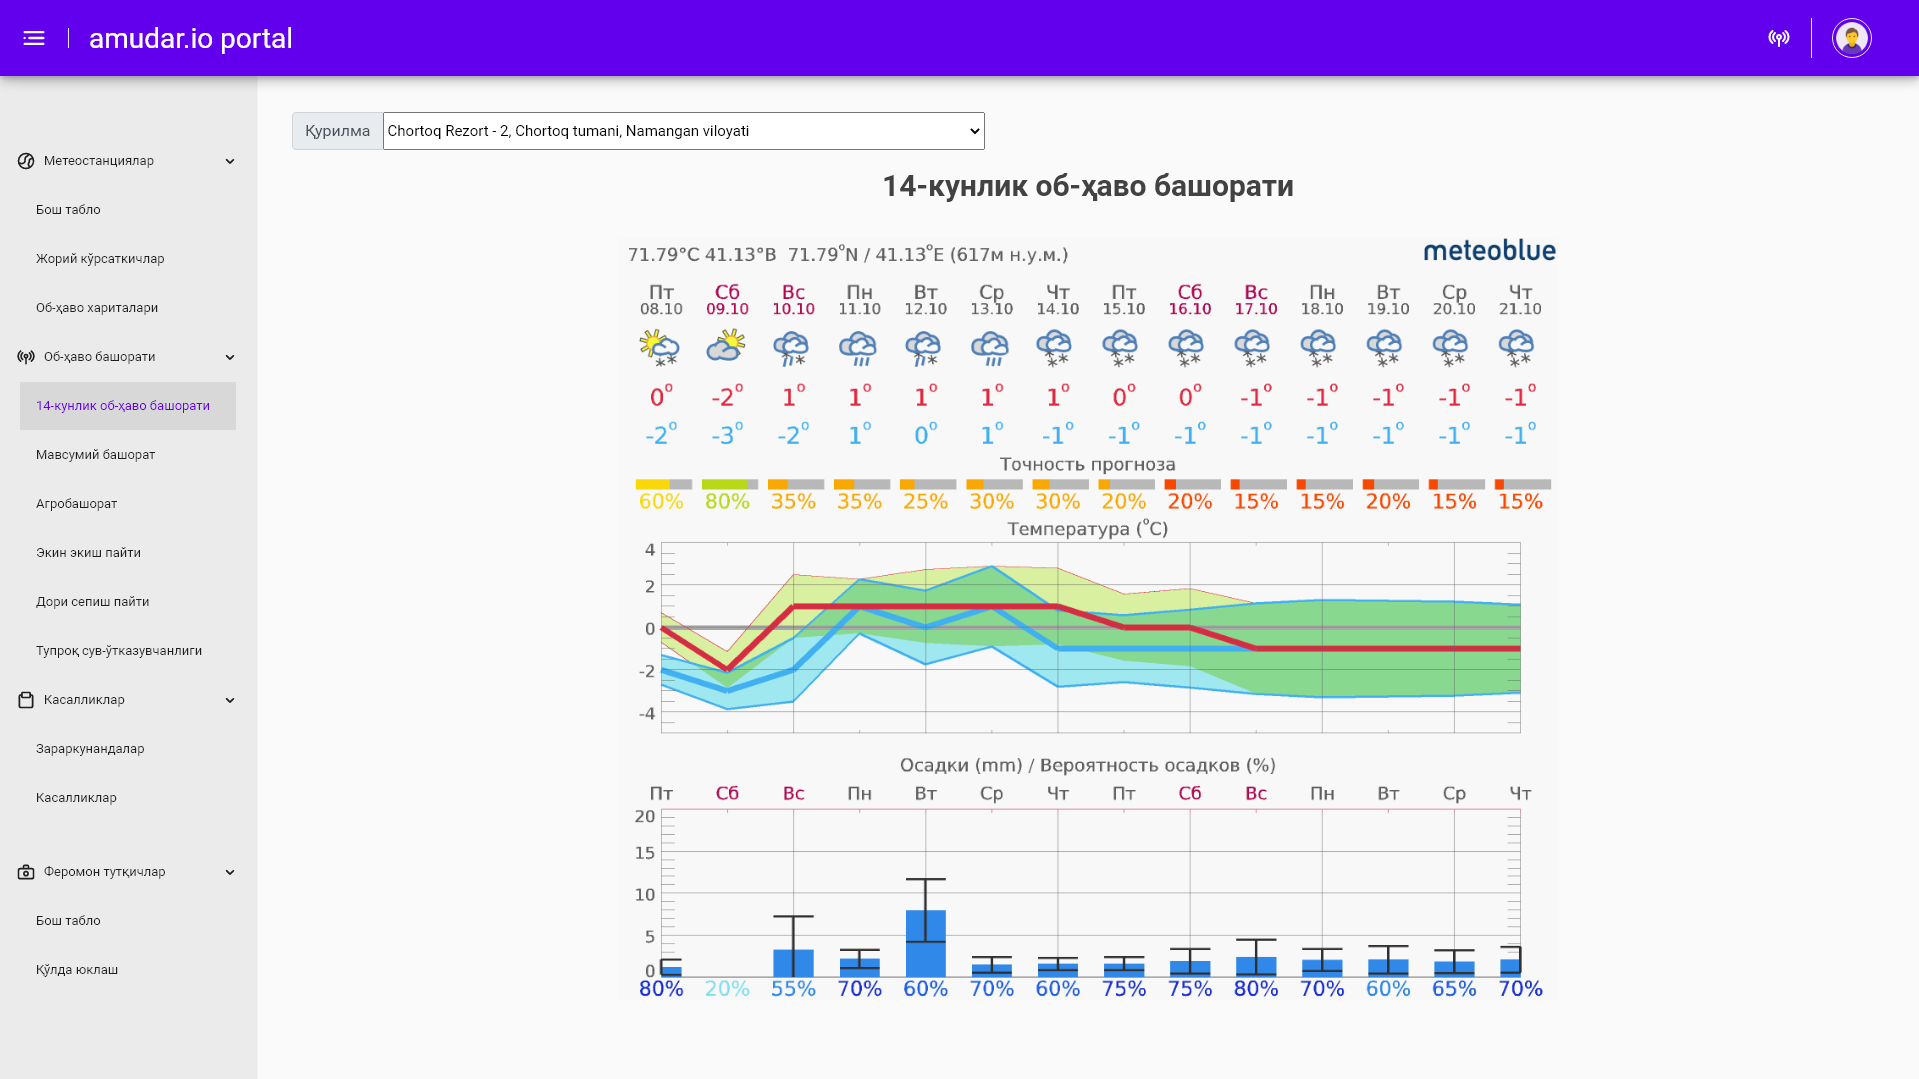 amudar.io portal
Метеостанциялар
Бош табло
Жорий кўрсаткичлар
Об-ҳаво хариталари
Об-ҳаво башорати
14-кунлик об-ҳаво башорати
Мавсумий башорат
Агробашорат
Экин экиш пайти
Дори сепиш пайти
Тупроқ сув-ўтказувчанлиги
Касалликлар
Зараркунандалар
Касалликлар
Феромон тутқичлар
Бош табло
Қўлда юклаш
Қурилма Chortoq Rezort - 2, Chortoq tumani, Namangan viloyati
14-кунлик об-ҳаво башорати
71.79°С 41.13°В 71.79°N / 41.13°E (617м н.у.м.)
meteoblue
Пт Сб Вс Пн Вт Ср Чт Пт Сб Вс Пн Вт Ср Чт
08.10 09.10 10.10 11.10 12.10 13.10 14.10 15.10 16.10 17.10 18.10 19.10 20.10 21.10
0° -2° 1° 1° 1° 1° 1° 0° 0° -1° -1° -1° -1° -1°
-2° -3° -2° 1° 0° 1° -1° -1° -1° -1° -1° -1° -1° -1°
Точность прогноза
60% 80% 35% 35% 25% 30% 30% 20% 20% 15% 15% 20% 15% 15%
Температура (°C)
4
2
0
-2
-4
Осадки (mm) / Вероятность осадков (%)
Пт Сб Вс Пн Вт Ср Чт Пт Сб Вс Пн Вт Ср Чт
20
15
10
5
0
80% 20% 55% 70% 60% 70% 60% 75% 75% 80% 70% 60% 65% 70%